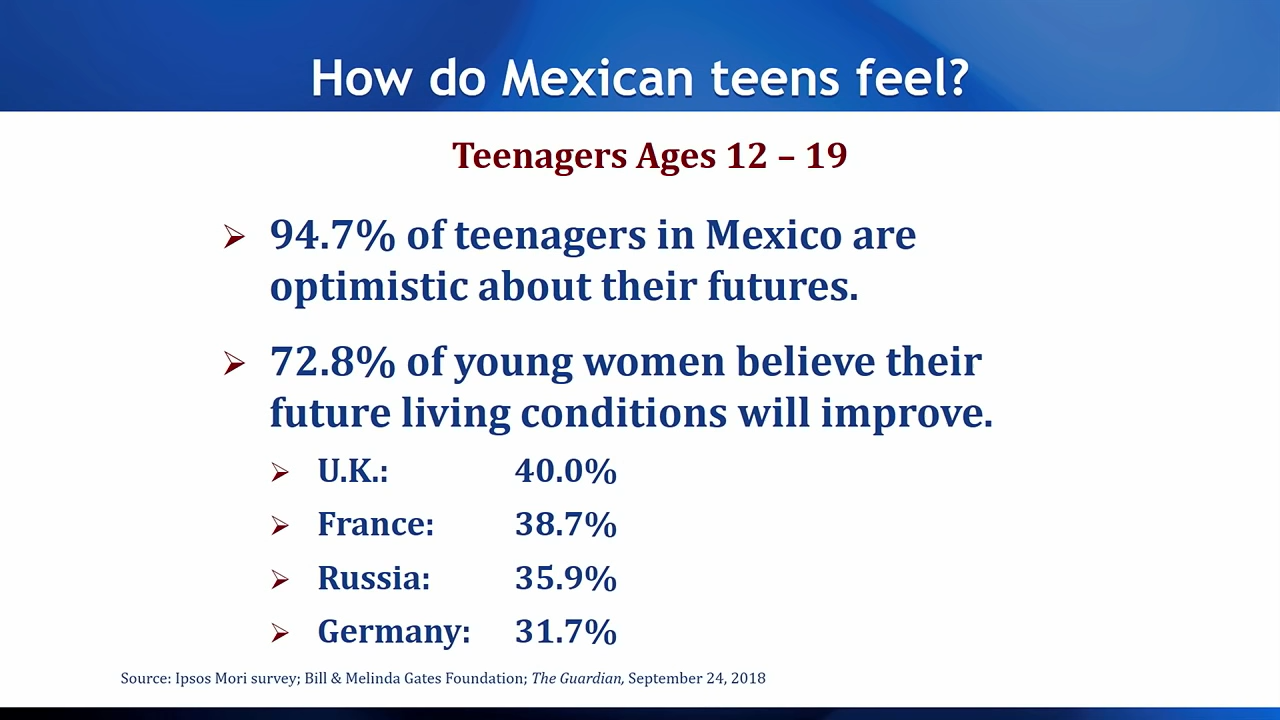 How do Mexican teens feel?
Teenagers Ages 12 – 19
94.7% of teenagers in Mexico are
optimistic about their futures.
72.8% of young women believe their
future living conditions will improve.
U.K.: 40.0%
France: 38.7%
Russia: 35.9%
Germany: 31.7%
Source: Ipsos Mori survey; Bill & Melinda Gates Foundation; The Guardian, September 24, 2018